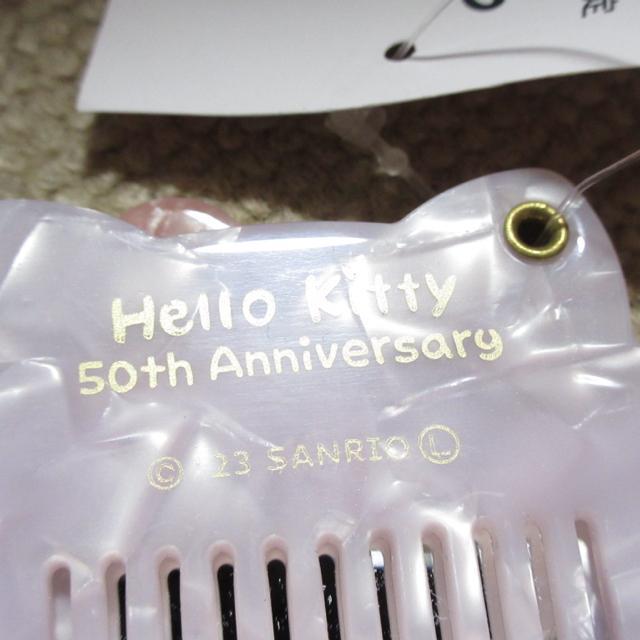 Hello Kitty
50th Anniversary
© '23 SANRIO Ⓛ